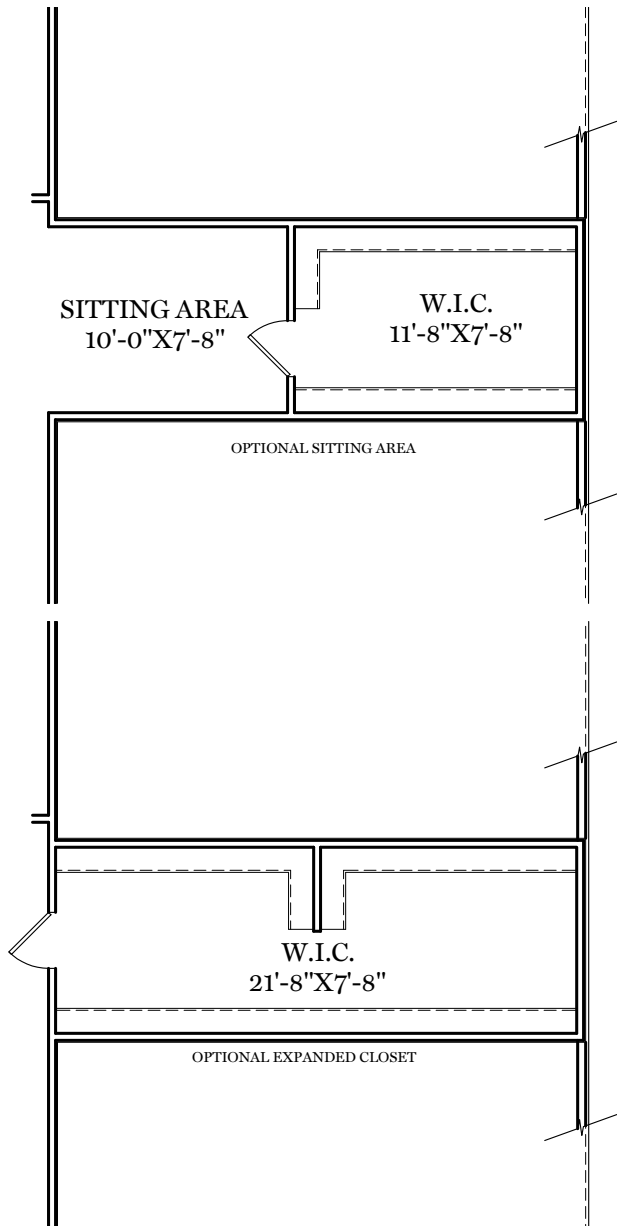 SITTING AREA
10'-0"X7'-8"
W.I.C.
11'-8"X7'-8"
OPTIONAL SITTING AREA
W.I.C.
21'-8"X7'-8"
OPTIONAL EXPANDED CLOSET